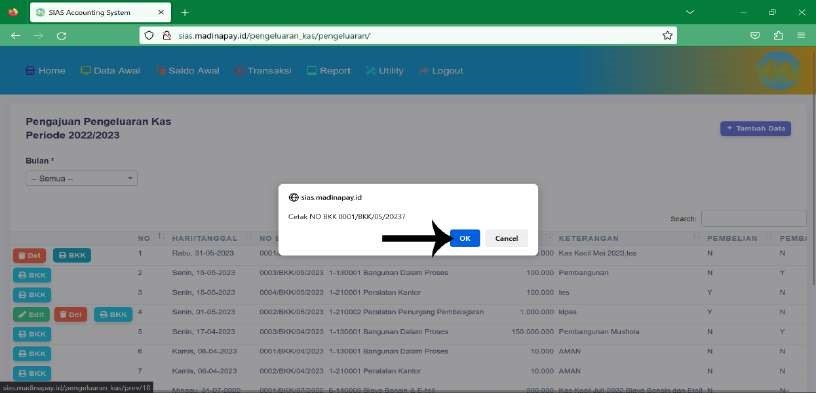 SIAS Accounting System
sias.madinapay.id/pengeluaran_kas/pengeluaran/
Home Data Awal Saldo Awal Transaksi Report Utility Logout
Pengajuan Pengeluaran Kas
Periode 2022/2023
+ Tambah Data
Bulan *
-- Semua --
sias.madinapay.id
Cetak NO BKK 0001/BKK/05/2023?
OK Cancel
Search:
NO HARI/TANGGAL NO B KETERANGAN PEMBELIAN PEMBA
Del BKK 1 Rabu, 31-05-2023 0001/ .000 Kas Kecil Mei 2023,tes N N
BKK 2 Senin, 15-05-2023 0003/BKK/05/2023 1-130001 Bangunan Dalam Proses 100.000 Pembangunan N Y
BKK 3 Senin, 15-05-2023 0004/BKK/05/2023 1-210001 Peralatan Kantor 100.000 tes Y N
Edit Del BKK 4 Senin, 01-05-2023 0002/BKK/05/2023 1-210002 Peralatan Penunjang Pembelajaran 1.000.000 kipas Y N
BKK 5 Senin, 17-04-2023 0003/BKK/04/2023 1-130001 Bangunan Dalam Proses 150.000.000 Pembangunan Mushola N Y
BKK 6 Kamis, 06-04-2023 0001/BKK/04/2023 1-130001 Bangunan Dalam Proses 10.000 AMAN N N
BKK 7 Kamis, 06-04-2023 0002/BKK/04/2023 1-210001 Peralatan Kantor 10.000 AMAN N N
sias.madinapay.id/pengeluaran_kas/prev/10